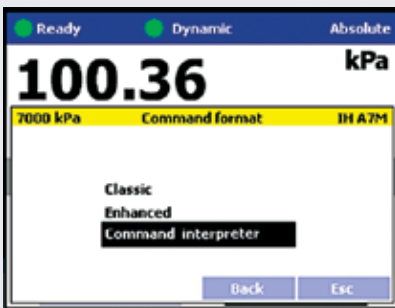 Ready Dynamic Absolute
100.36 kPa
7000 kPa Command format IH A7M
Classic
Enhanced
Command interpreter
Back Esc